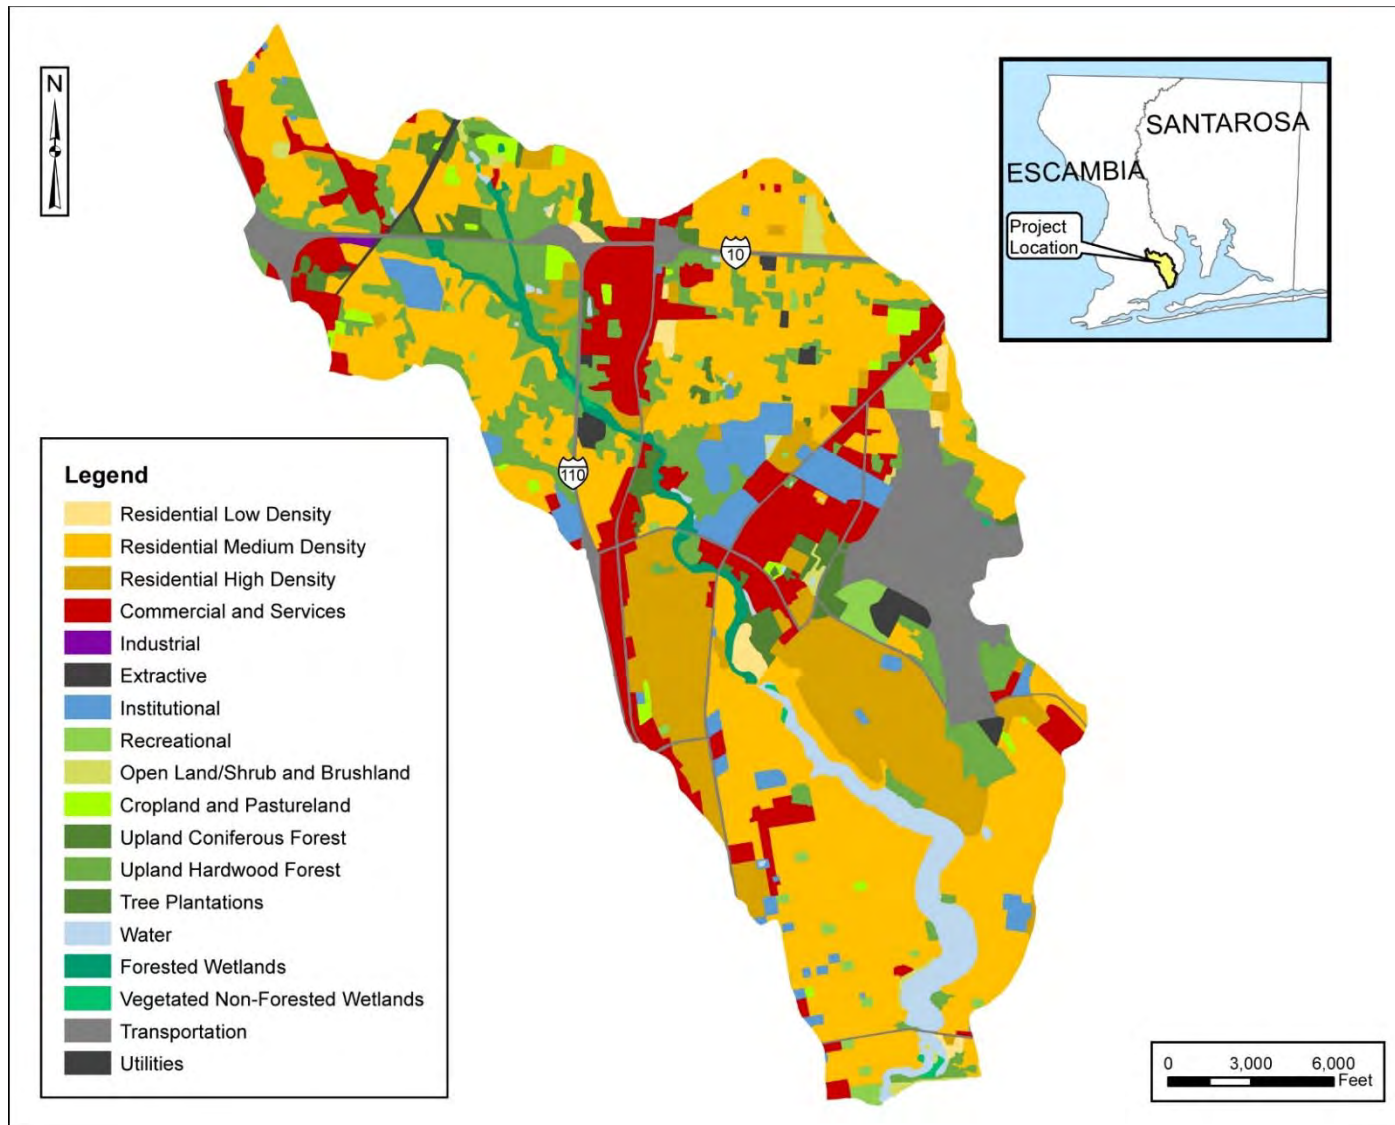 N
SANTAROSA
ESCAMBIA
Project
Location
10
110
Legend
Residential Low Density
Residential Medium Density
Residential High Density
Commercial and Services
Industrial
Extractive
Institutional
Recreational
Open Land/Shrub and Brushland
Cropland and Pastureland
Upland Coniferous Forest
Upland Hardwood Forest
Tree Plantations
Water
Forested Wetlands
Vegetated Non-Forested Wetlands
Transportation
Utilities
0 3,000 6,000
Feet